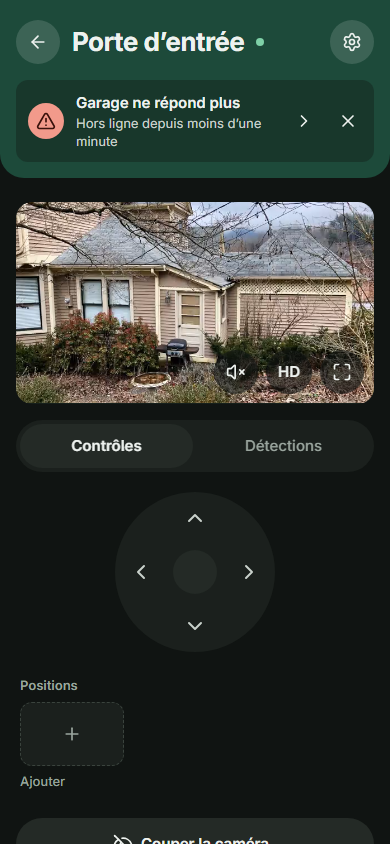 Porte d’entrée
Garage ne répond plus
Hors ligne depuis moins d’une
minute
HD
Contrôles
Détections
Positions
Ajouter
Couper la caméra